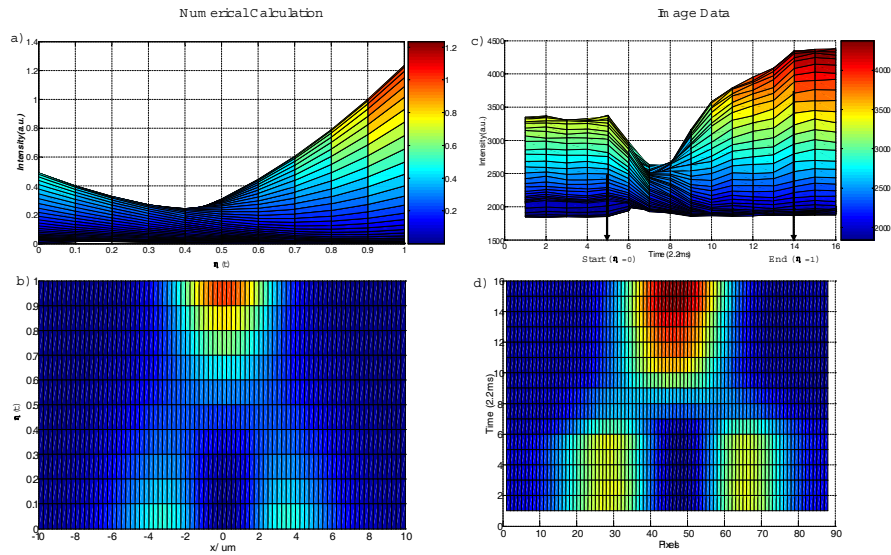 Numerical Calculation
Image Data
a)
1.4
1.2
1
0.8
0.6
0.4
0.2
0
Intensity(a.u.)
0 0.1 0.2 0.3 0.4 0.5 0.6 0.7 0.8 0.9 1
η (t)
1.2
1
0.8
0.6
0.4
0.2
c)
4500
4000
3500
3000
2500
2000
1500
Intensity(a.u.)
0 2 4 6 8 10 12 14 16
Time (2.2ms)
Start (η=0)
End (η=1)
4000
3500
3000
2500
2000
b)
1
0.9
0.8
0.7
0.6
0.5
0.4
0.3
0.2
0.1
0
η (t)
-10 -8 -6 -4 -2 0 2 4 6 8 10
x/ um
d)
16
14
12
10
8
6
4
2
0
Time (2.2ms)
0 10 20 30 40 50 60 70 80 90
Pixels